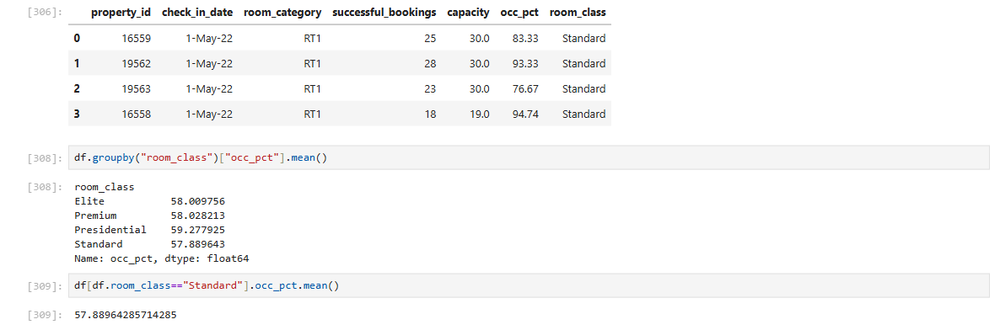 [306]: property_id check_in_date room_category successful_bookings capacity occ_pct room_class
0 16559 1-May-22 RT1 25 30.0 83.33 Standard
1 19562 1-May-22 RT1 28 30.0 93.33 Standard
2 19563 1-May-22 RT1 23 30.0 76.67 Standard
3 16558 1-May-22 RT1 18 19.0 94.74 Standard
[308]: df.groupby("room_class")["occ_pct"].mean()
[308]: room_class
Elite 58.009756
Premium 58.028213
Presidential 59.277925
Standard 57.889643
Name: occ_pct, dtype: float64
[309]: df[df.room_class=="Standard"].occ_pct.mean()
[309]: 57.88964285714285